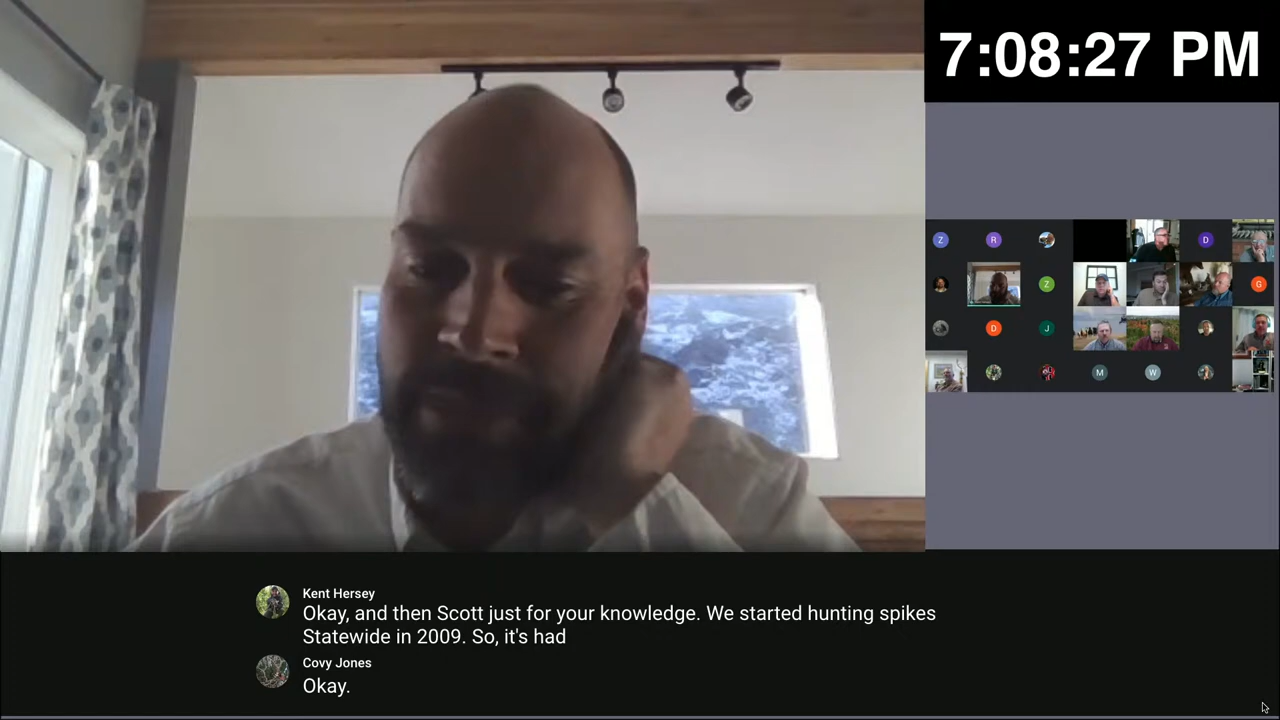 7:08:27 PM
Z
R
D
Z
G
D
J
M
W
Kent Hersey
Okay, and then Scott just for your knowledge. We started hunting spikes
Statewide in 2009. So, it's had
Covy Jones
Okay.